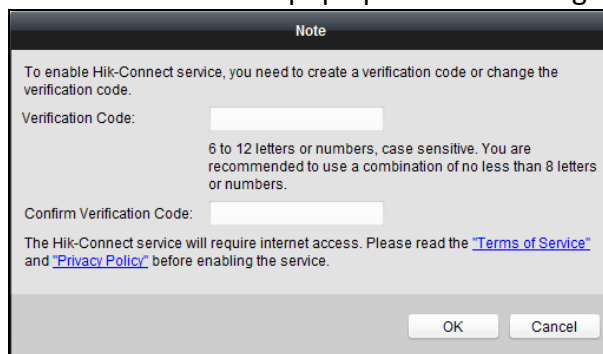 Note
To enable Hik-Connect service, you need to create a verification code or change the
verification code.
Verification Code:
6 to 12 letters or numbers, case sensitive. You are
recommended to use a combination of no less than 8 letters
or numbers.
Confirm Verification Code:
The Hik-Connect service will require internet access. Please read the "Terms of Service"
and "Privacy Policy" before enabling the service.
OK Cancel